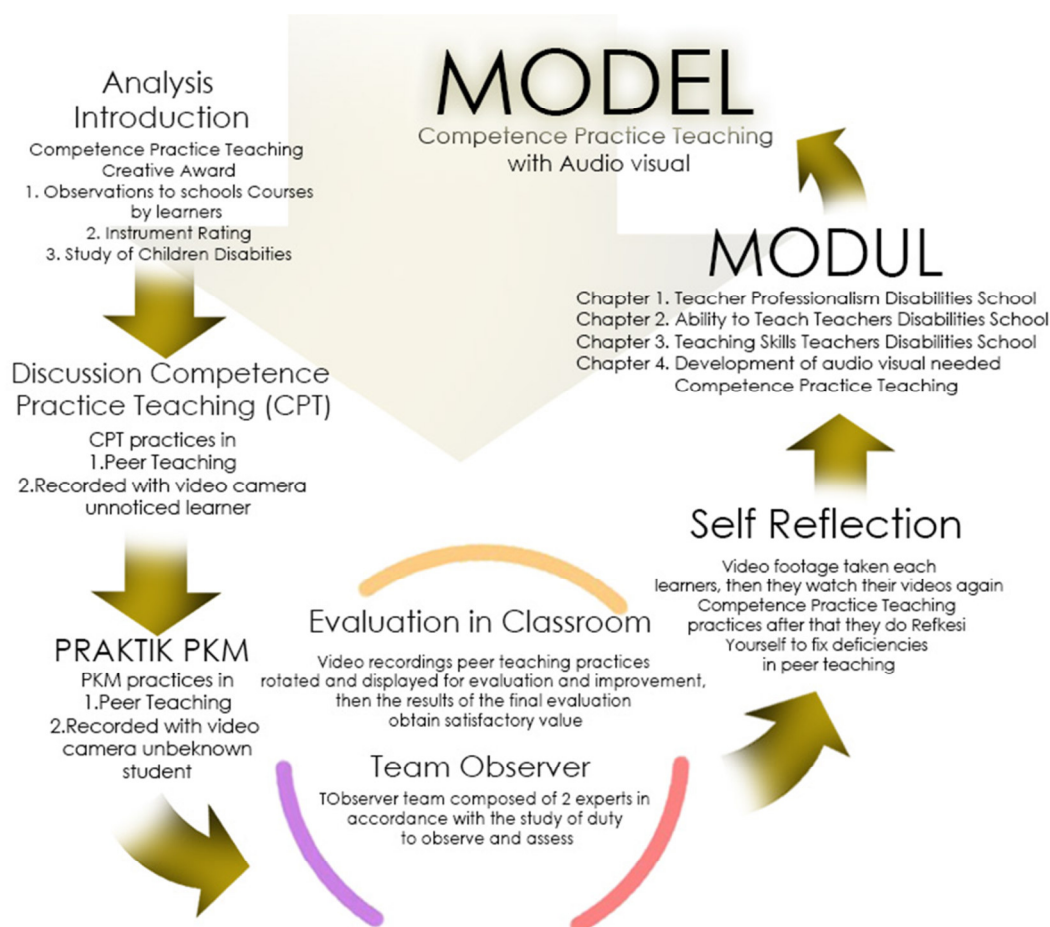 Analysis
Introduction
Competence Practice Teaching
Creative Award
1. Observations to schools Courses
by learners
2. Instrument Rating
3. Study of Children Disabities
Discussion Competence
Practice Teaching (CPT)
CPT practices in
1.Peer Teaching
2.Recorded with video camera
unnoticed learner
PRAKTIK PKM
PKM practices in
1.Peer Teaching
2.Recorded with video
camera unbeknown
student
Evaluation in Classroom
Video recordings peer teaching practices
rotated and displayed for evaluation and improvement,
then the results of the final evaluation
obtain satisfactory value
Team Observer
TObserver team composed of 2 experts in
accordance with the study of duty
to observe and assess
Self Reflection
Video footage taken each
learners, then they watch their videos again
Competence Practice Teaching
practices after that they do Refkesi
Yourself to fix deficiencies
in peer teaching
MODUL
Chapter 1. Teacher Professionalism Disabilities School
Chapter 2. Ability to Teach Teachers Disabilities School
Chapter 3. Teaching Skills Teachers Disabilities School
Chapter 4. Development of audio visual needed
Competence Practice Teaching
MODEL
Competence Practice Teaching
with Audio visual